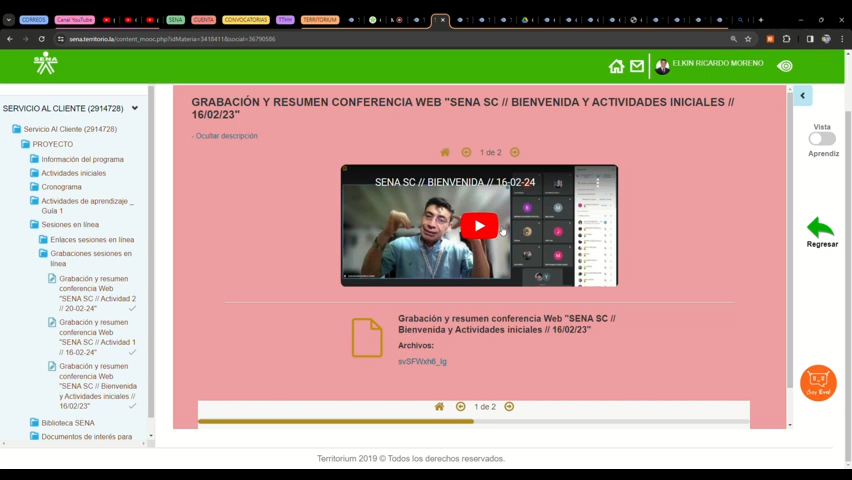 CORREOS
Canal YouTube
SENA
CUENTA
CONVOCATORIAS
TTHH
TERRITORIUM
sena.territorio.la/content_mooc.php?idMateria=3418411&social=36790586
SENA
ELKIN RICARDO MORENO
SERVICIO AL CLIENTE (2914728)
Servicio Al Cliente (2914728)
PROYECTO
Información del programa
Actividades iniciales
Cronograma
Actividades de aprendizaje _
Guía 1
Sesiones en línea
Enlaces sesiones en línea
Grabaciones sesiones en
línea
Grabación y resumen
conferencia Web
"SENA SC // Actividad 2
// 20-02-24"
Grabación y resumen
conferencia Web
"SENA SC // Actividad 1
// 16-02-24"
Grabación y resumen
conferencia Web
"SENA SC // Bienvenida
y Actividades iniciales //
16/02/23"
Biblioteca SENA
Documentos de interés para
GRABACIÓN Y RESUMEN CONFERENCIA WEB "SENA SC // BIENVENIDA Y ACTIVIDADES INICIALES //
16/02/23"
- Ocultar descripción
1 de 2
SENA SC // BIENVENIDA // 16-02-24
Grabación y resumen conferencia Web "SENA SC //
Bienvenida y Actividades iniciales // 16/02/23"
Archivos:
svSFWxh6_Ig
1 de 2
Vista
Aprendiz
Regresar
Territorium 2019 © Todos los derechos reservados.